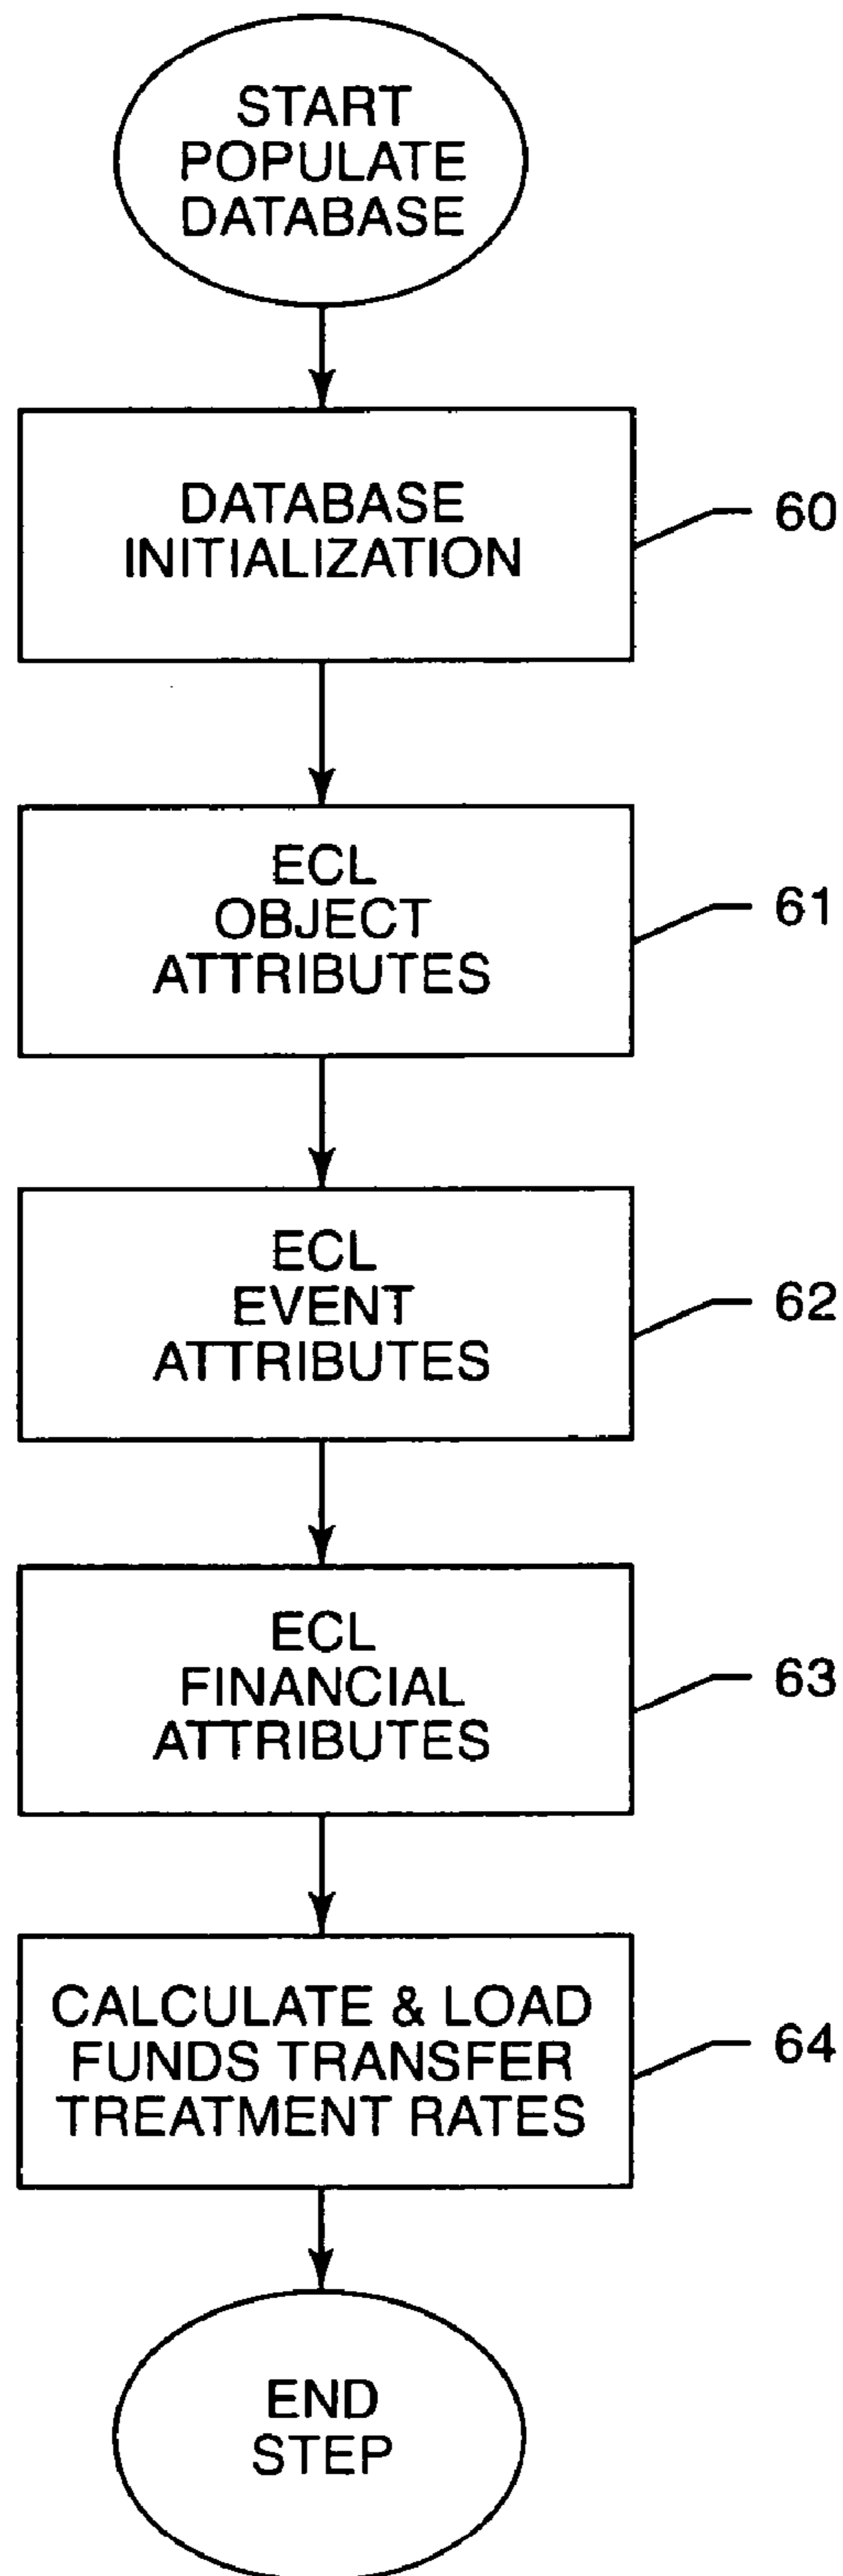 START
POPULATE
DATABASE
DATABASE
INITIALIZATION
60
ECL
OBJECT
ATTRIBUTES
61
ECL
EVENT
ATTRIBUTES
62
ECL
FINANCIAL
ATTRIBUTES
63
CALCULATE & LOAD
FUNDS TRANSFER
TREATMENT RATES
64
END
STEP